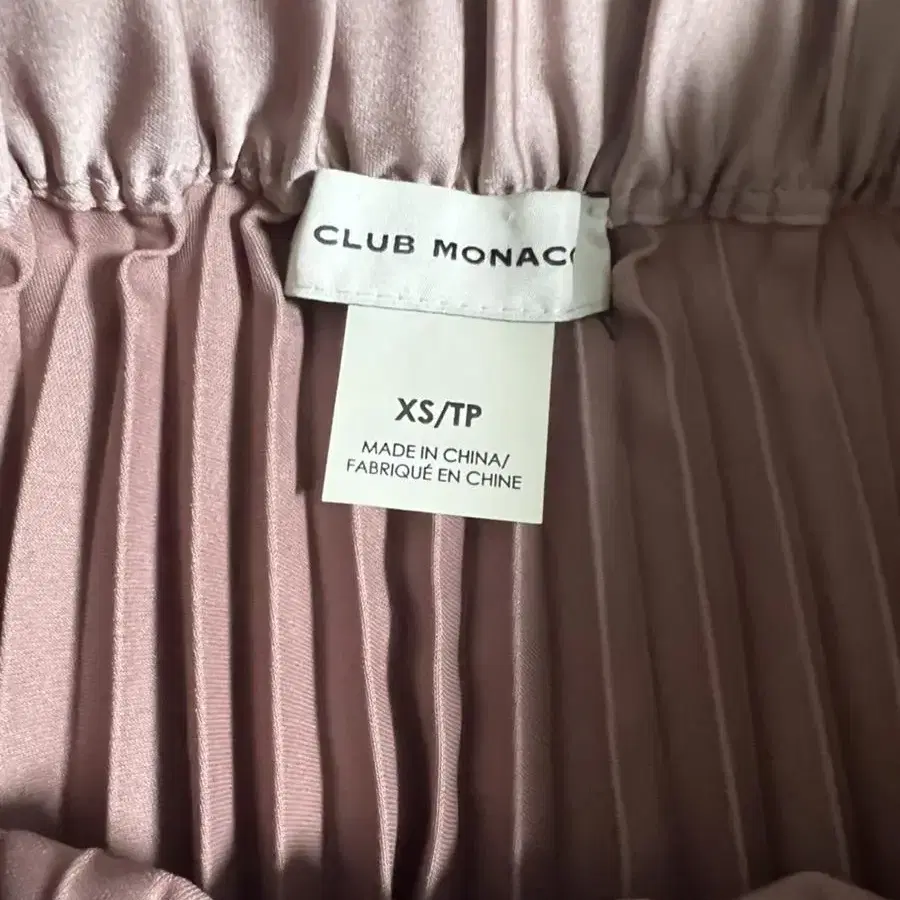 CLUB MONACO
XS/TP
MADE IN CHINA/
FABRIQUÉ EN CHINE